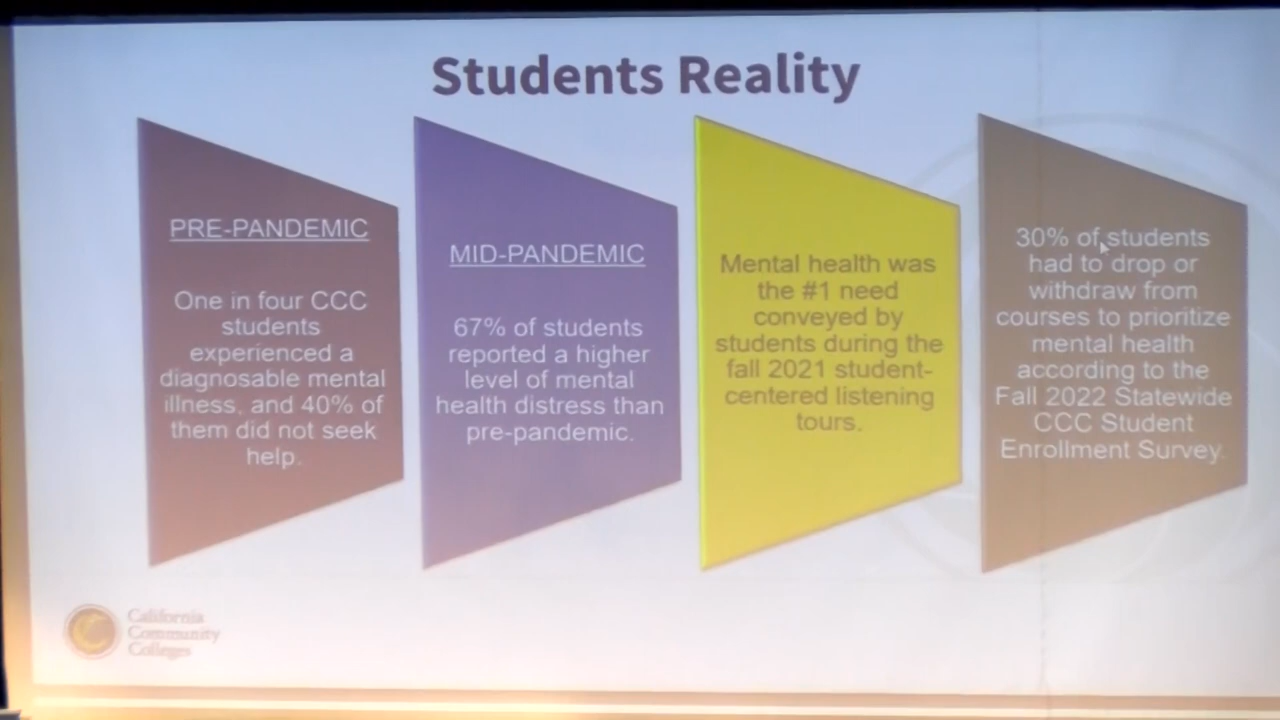 Students Reality
PRE-PANDEMIC
One in four CCC
students
experienced a
diagnosable mental
illness, and 40% of
them did not seek
help.
MID-PANDEMIC
67% of students
reported a higher
level of mental
health distress than
pre-pandemic.
Mental health was
the #1 need
conveyed by
students during the
fall 2021 student-
centered listening
tours.
30% of students
had to drop or
withdraw from
courses to prioritize
mental health
according to the
Fall 2022 Statewide
CCC Student
Enrollment Survey.
California
Community
Colleges